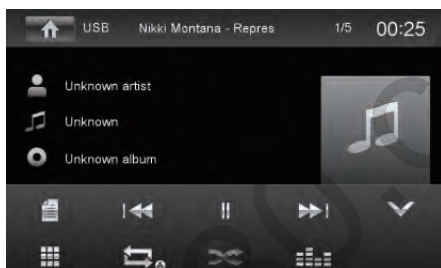 USB Nikki Montana - Repres 1/5 00:25
Unknown artist
Unknown
Unknown album